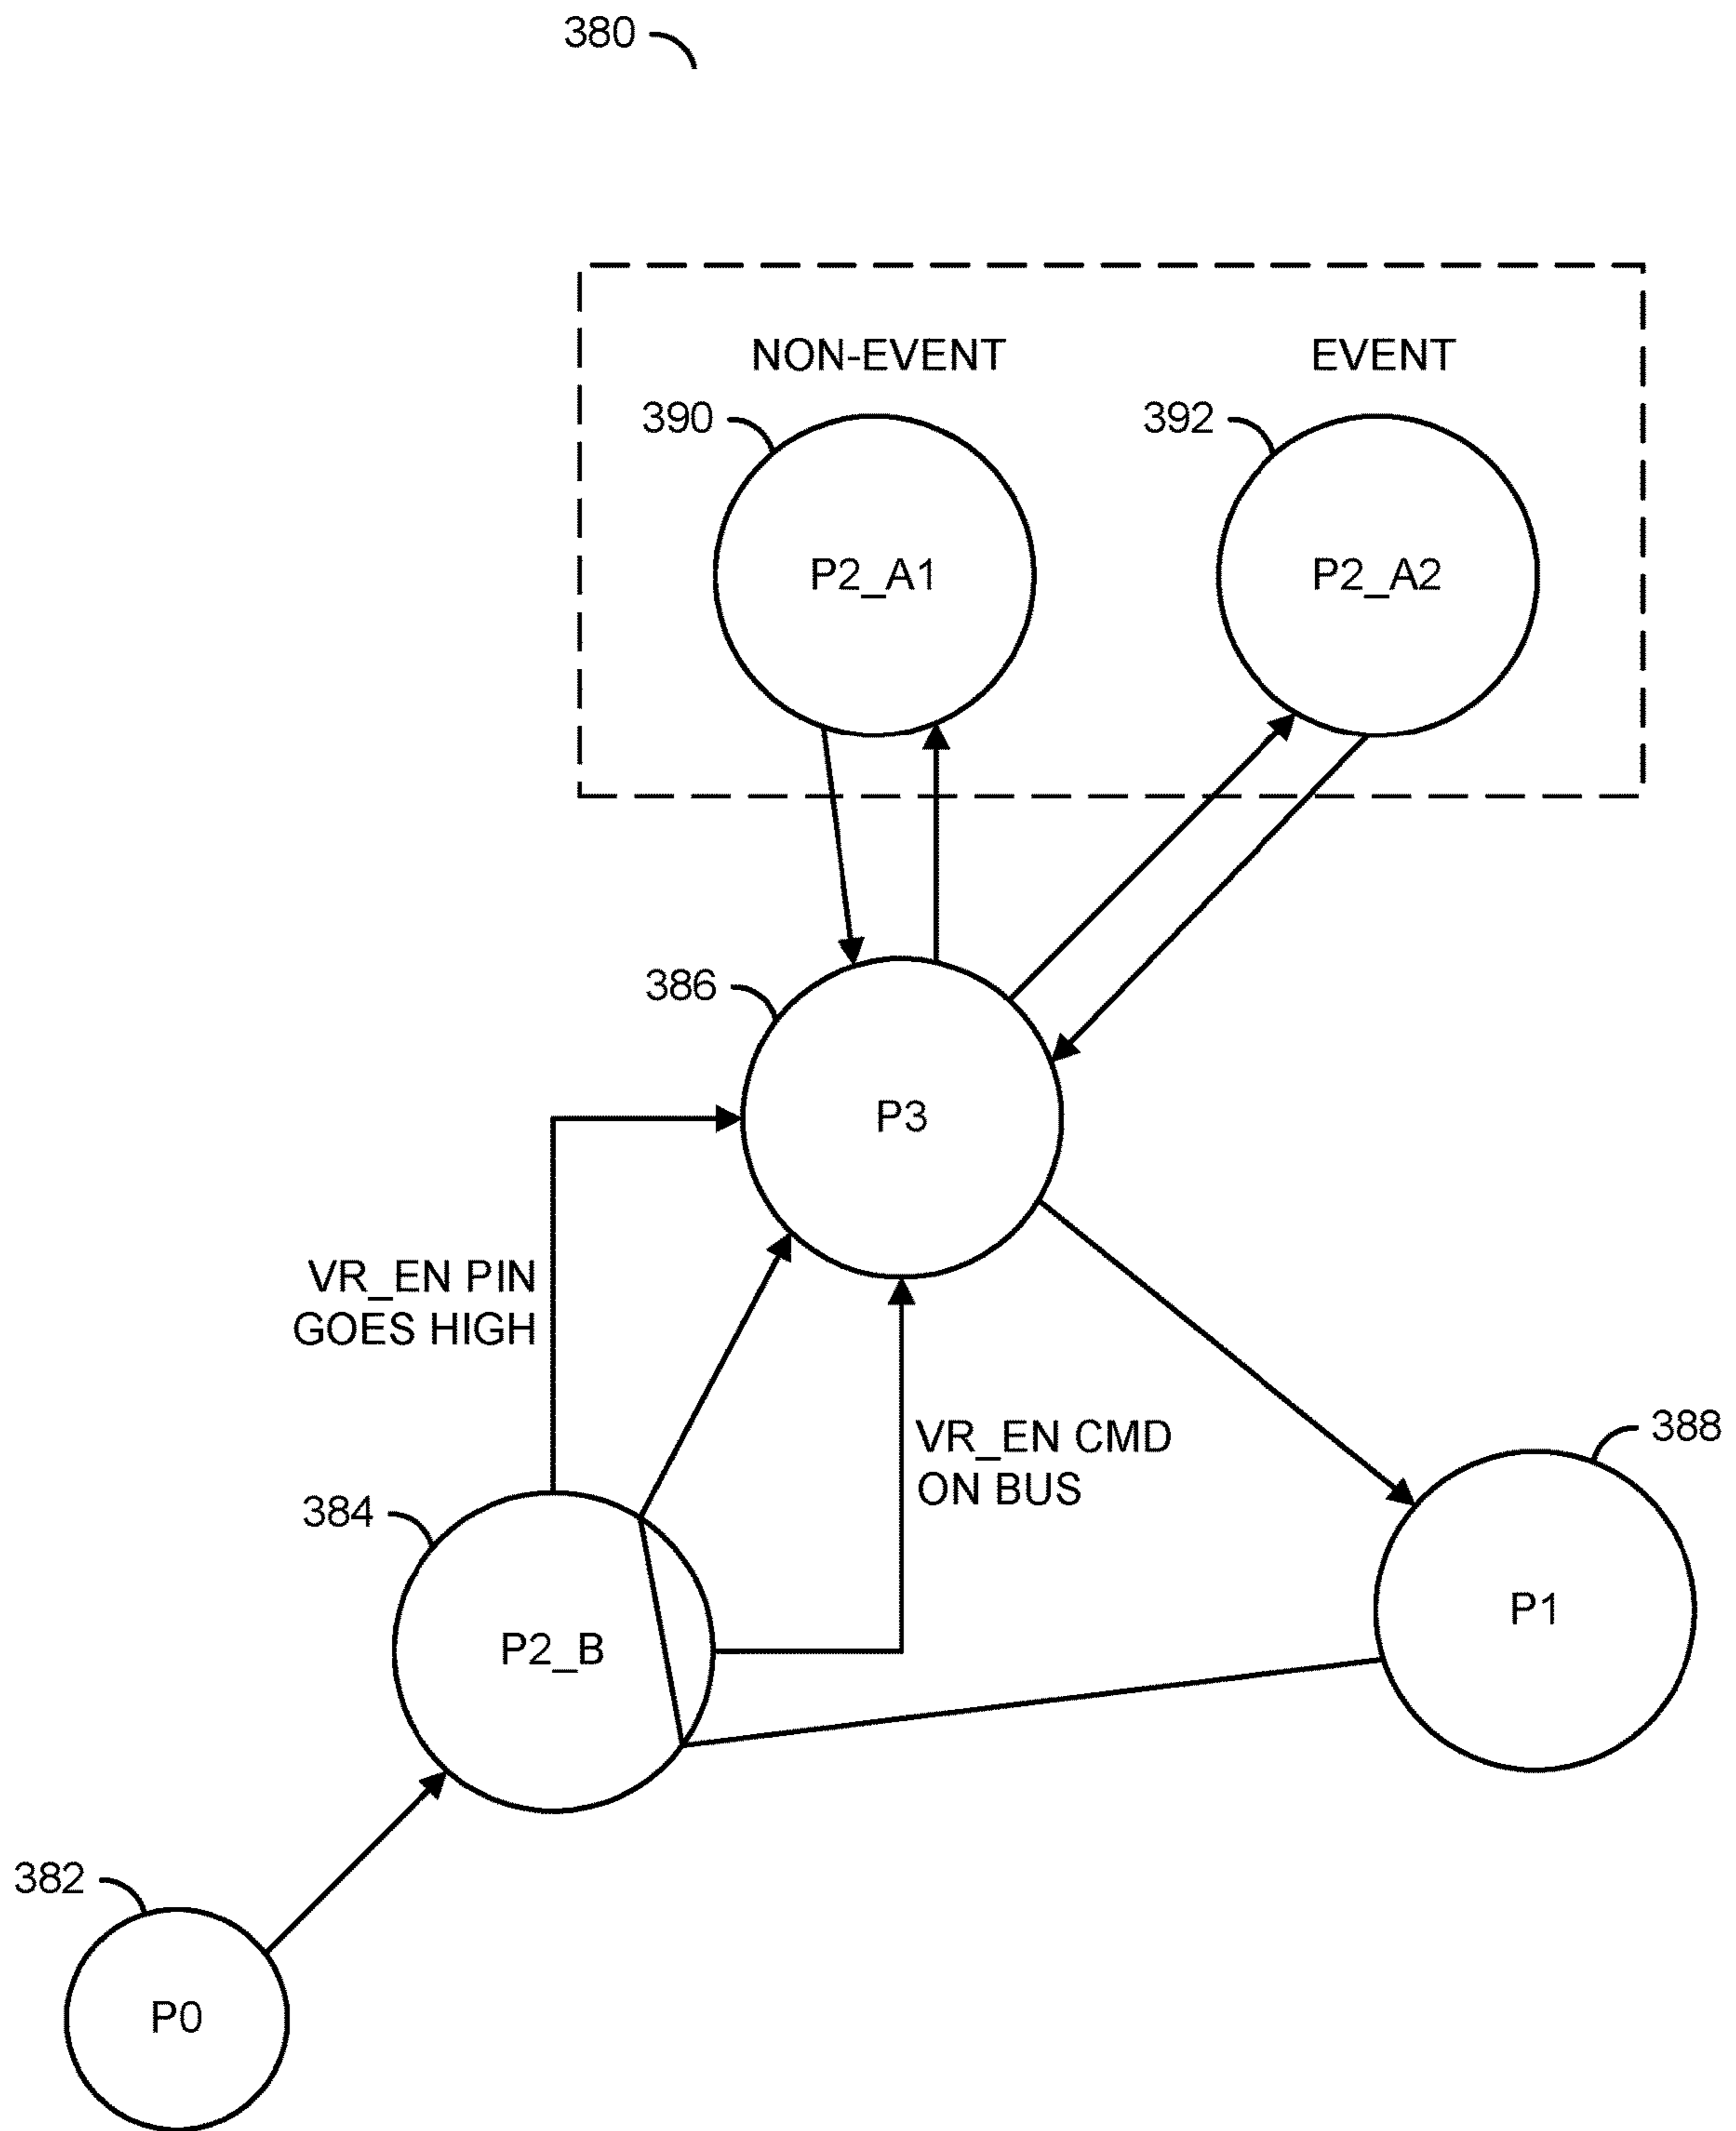 380
NON-EVENT
EVENT
390
392
P2_A1
P2_A2
386
P3
VR_EN PIN
GOES HIGH
VR_EN CMD
ON BUS
388
384
P1
P2_B
382
P0